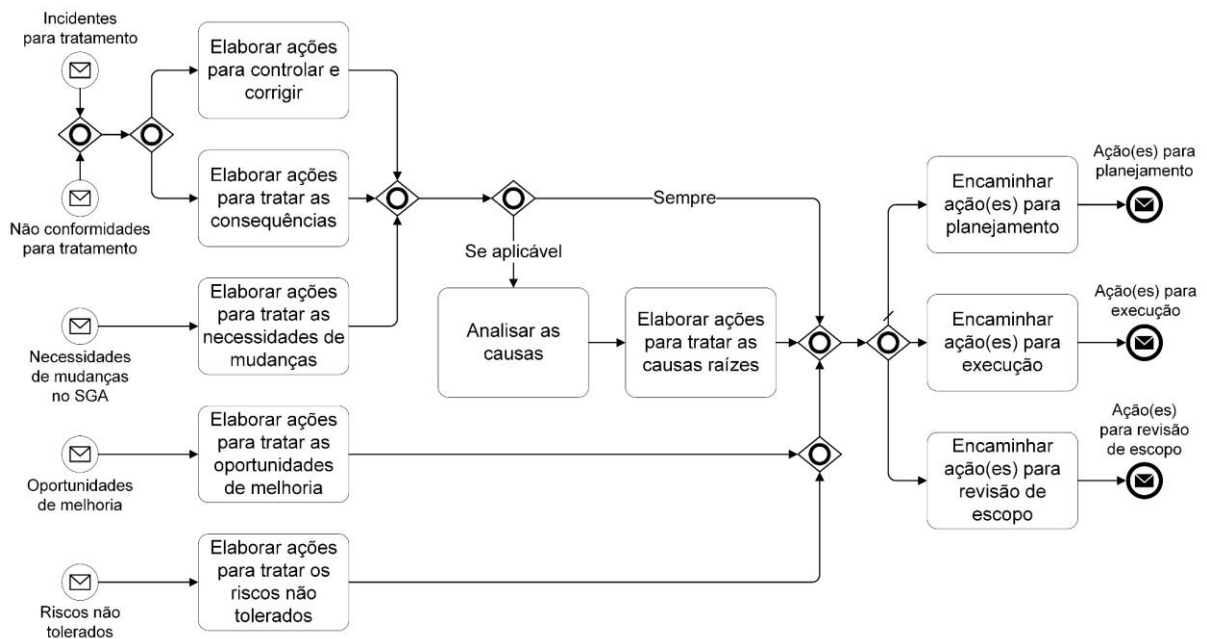 Incidentes
para tratamento
Elaborar ações
para controlar e
corrigir
Elaborar ações
para tratar as
consequências
Não conformidades
para tratamento
Elaborar ações
para tratar as
necessidades de
mudanças
Necessidades
de mudanças
no SGA
Sempre
Se aplicável
Analisar as
causas
Elaborar ações
para tratar as
causas raízes
Elaborar ações
para tratar as
oportunidades
de melhoria
Oportunidades
de melhoria
Elaborar ações
para tratar os
riscos não
tolerados
Riscos não
tolerados
Encaminhar
ação(es) para
planejamento
Ação(es) para
planejamento
Encaminhar
ação(es) para
execução
Ação(es) para
execução
Encaminhar
ação(es) para
revisão de
escopo
Ação(es)
para revisão
de escopo